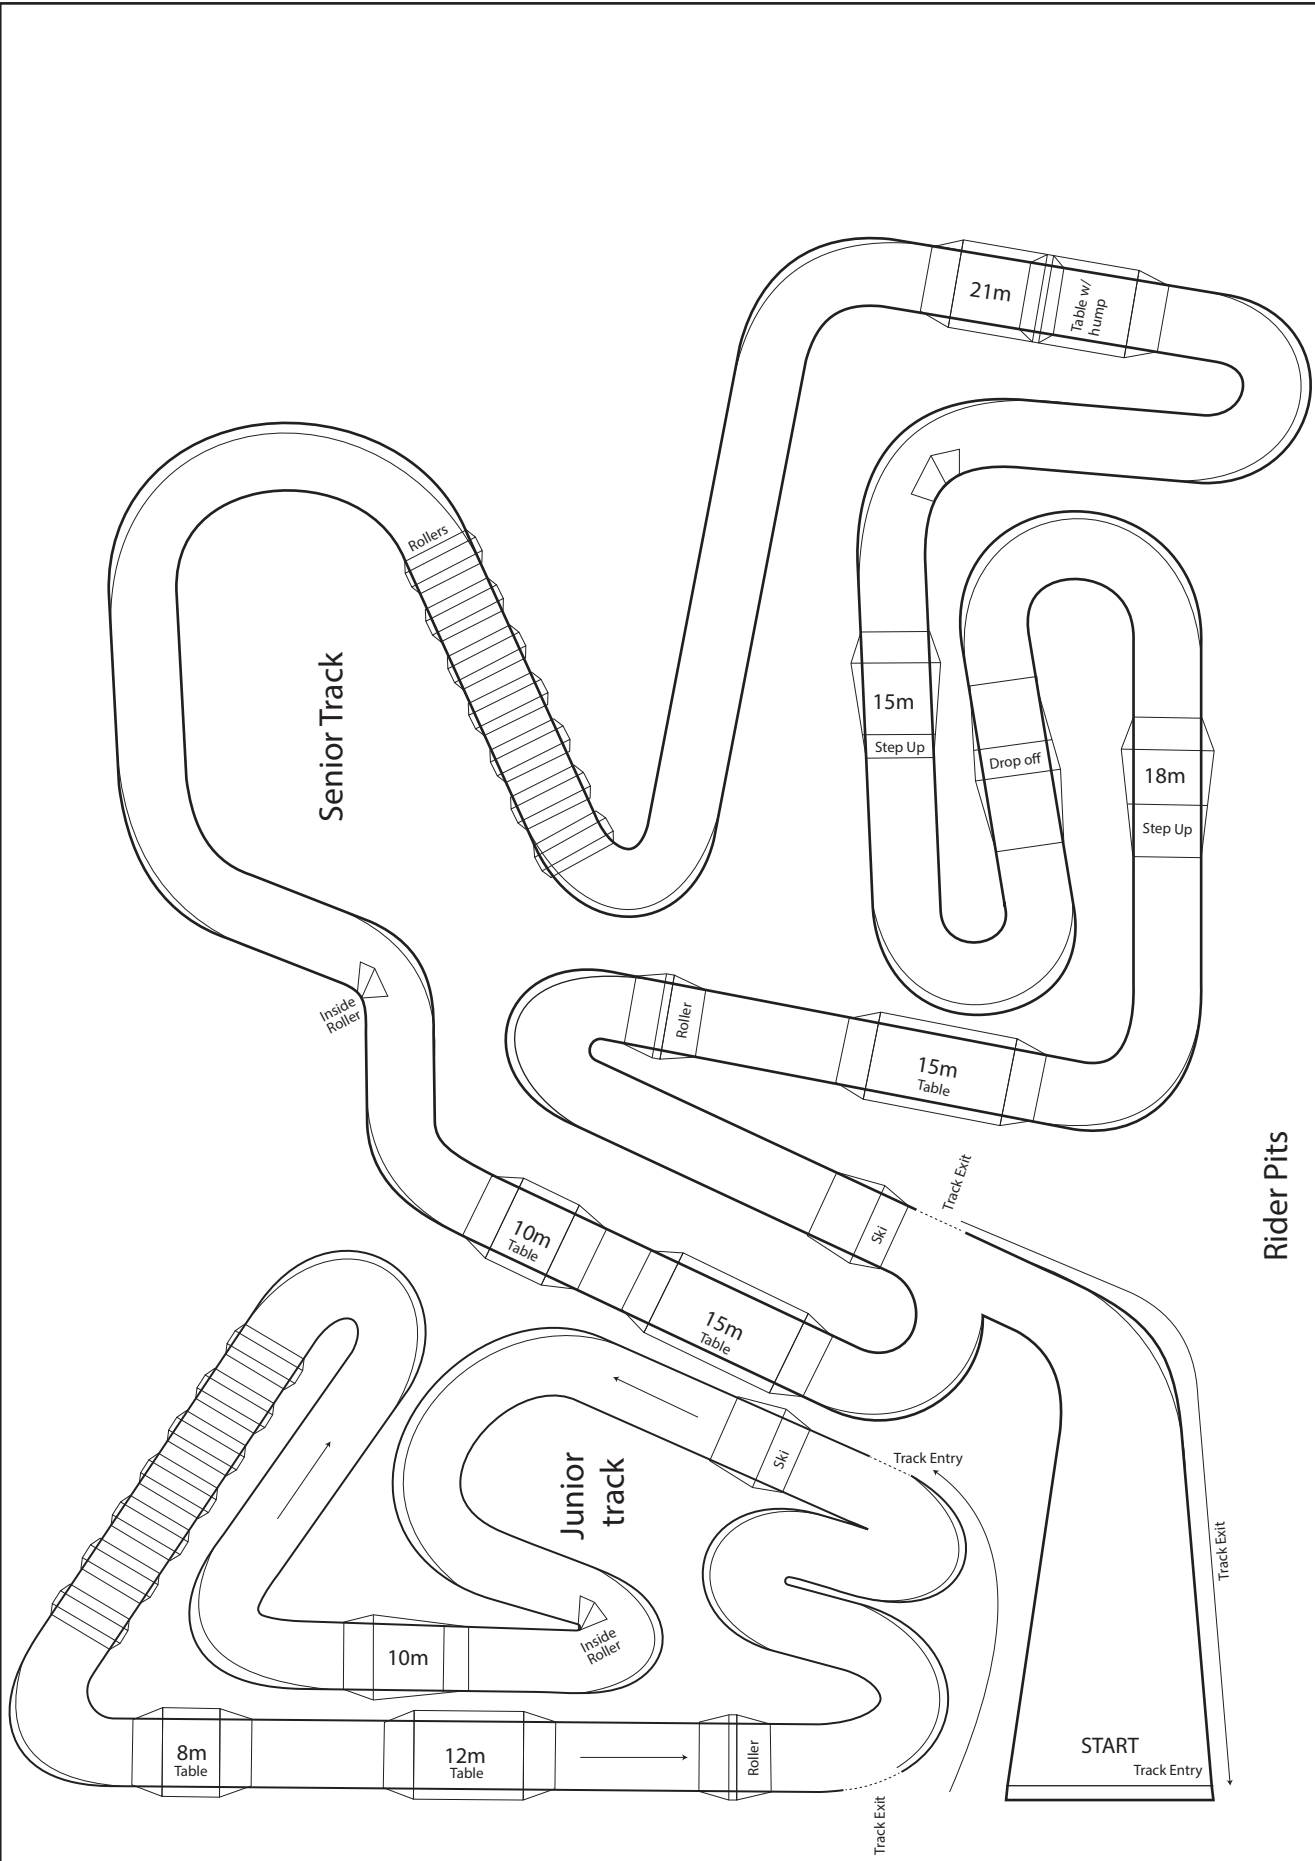 21m
Table w/
hump
Rollers
Senior Track
15m
Step Up
Drop off
18m
Step Up
Inside
Roller
Roller
15m
Table
Track Exit
Rider Pits
10m
Table
Ski
15m
Table
Ski
Track Entry
Junior
track
Track Exit
Inside
Roller
10m
8m
Table
12m
Table
Roller
START
Track Entry
Track Exit